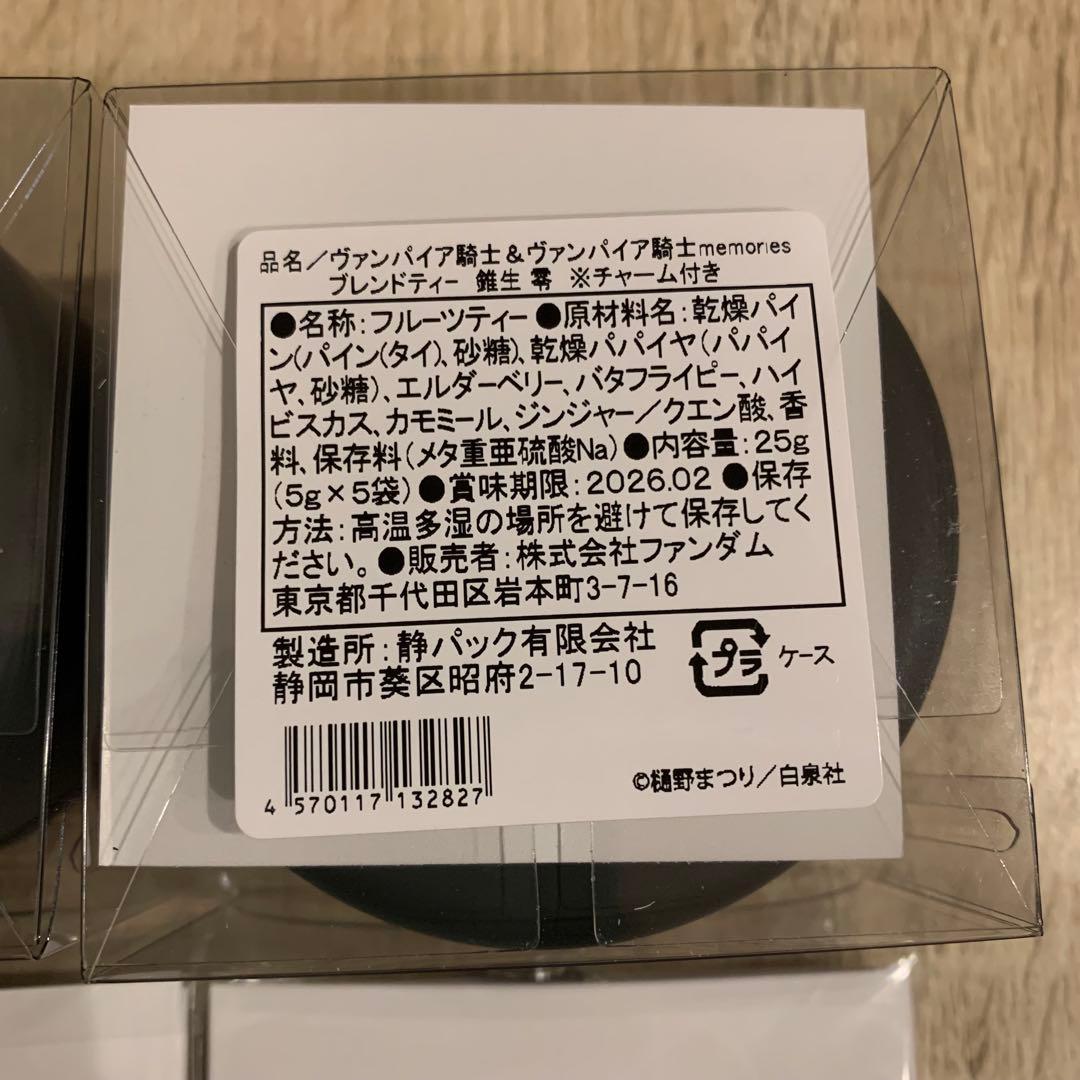 品名／ヴァンパイア騎士＆ヴァンパイア騎士memories
ブレンドティー 錐生 零 ※チャーム付き
●名称:フルーツティー●原材料名:乾燥パイ
ン(パイン(タイ)、砂糖)、乾燥パパイヤ(パパイ
ヤ、砂糖)、エルダーベリー、バタフライピー、ハイ
ビスカス、カモミール、ジンジャー／クエン酸、香
料、保存料(メタ重亜硫酸Na)●内容量:25g
(5g×5袋)●賞味期限:2026.02 ●保存
方法:高温多湿の場所を避けて保存してく
ださい。●販売者:株式会社ファンダム
東京都千代田区岩本町3-7-16
製造所:静パック有限会社
静岡市葵区昭府2-17-10
プラ ケース
4 570117 132827
©樋野まつり／白泉社